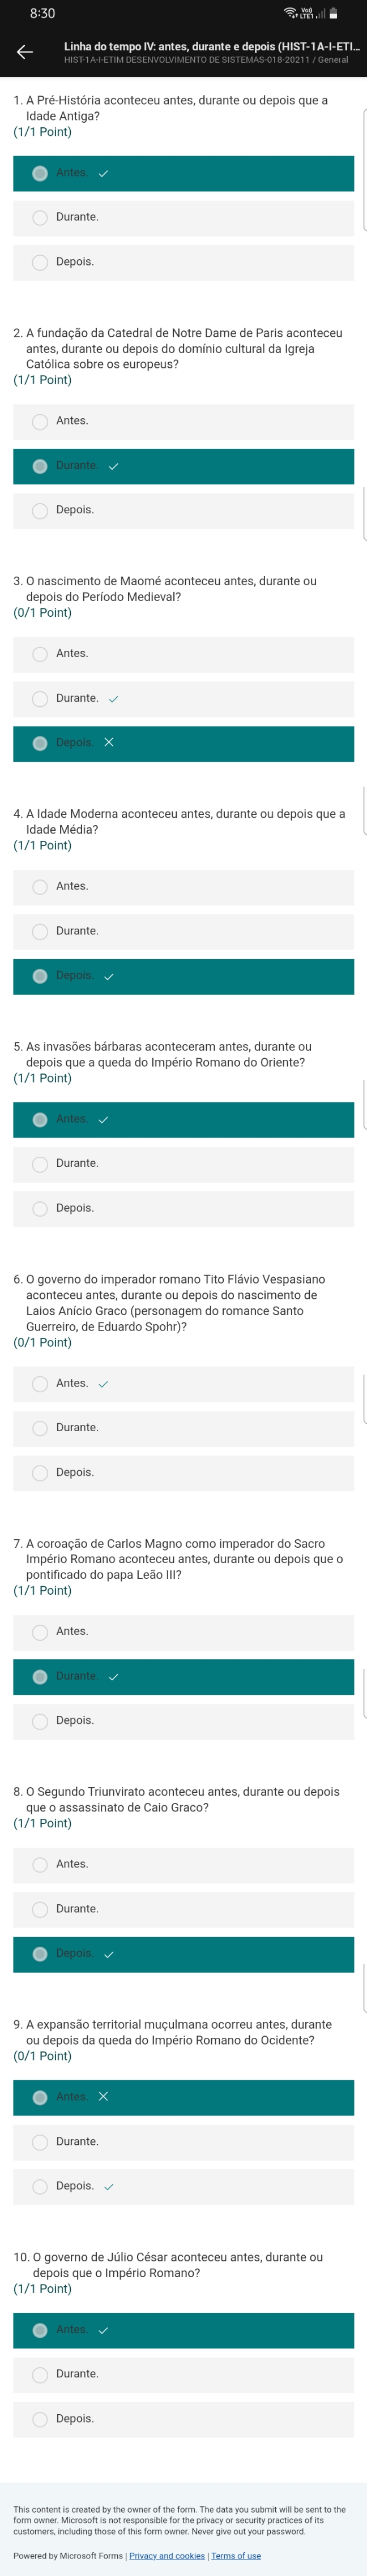 8:30
Vo))
LTE1
Linha do tempo IV: antes, durante e depois (HIST-1A-I-ETI...
HIST-1A-I-ETIM DESENVOLVIMENTO DE SISTEMAS-018-20211 / General
1. A Pré-História aconteceu antes, durante ou depois que a
Idade Antiga?
(1/1 Point)
Antes.
Durante.
Depois.
2. A fundação da Catedral de Notre Dame de Paris aconteceu
antes, durante ou depois do domínio cultural da Igreja
Católica sobre os europeus?
(1/1 Point)
Antes.
Durante.
Depois.
3. O nascimento de Maomé aconteceu antes, durante ou
depois do Período Medieval?
(0/1 Point)
Antes.
Durante.
Depois.
4. A Idade Moderna aconteceu antes, durante ou depois que a
Idade Média?
(1/1 Point)
Antes.
Durante.
Depois.
5. As invasões bárbaras aconteceram antes, durante ou
depois que a queda do Império Romano do Oriente?
(1/1 Point)
Antes.
Durante.
Depois.
6. O governo do imperador romano Tito Flávio Vespasiano
aconteceu antes, durante ou depois do nascimento de
Laios Anício Graco (personagem do romance Santo
Guerreiro, de Eduardo Spohr)?
(0/1 Point)
Antes.
Durante.
Depois.
7. A coroação de Carlos Magno como imperador do Sacro
Império Romano aconteceu antes, durante ou depois que o
pontificado do papa Leão III?
(1/1 Point)
Antes.
Durante.
Depois.
8. O Segundo Triunvirato aconteceu antes, durante ou depois
que o assassinato de Caio Graco?
(1/1 Point)
Antes.
Durante.
Depois.
9. A expansão territorial muçulmana ocorreu antes, durante
ou depois da queda do Império Romano do Ocidente?
(0/1 Point)
Antes.
Durante.
Depois.
10. O governo de Júlio César aconteceu antes, durante ou
depois que o Império Romano?
(1/1 Point)
Antes.
Durante.
Depois.
This content is created by the owner of the form. The data you submit will be sent to the
form owner. Microsoft is not responsible for the privacy or security practices of its
customers, including those of this form owner. Never give out your password.
Powered by Microsoft Forms | Privacy and cookies | Terms of use